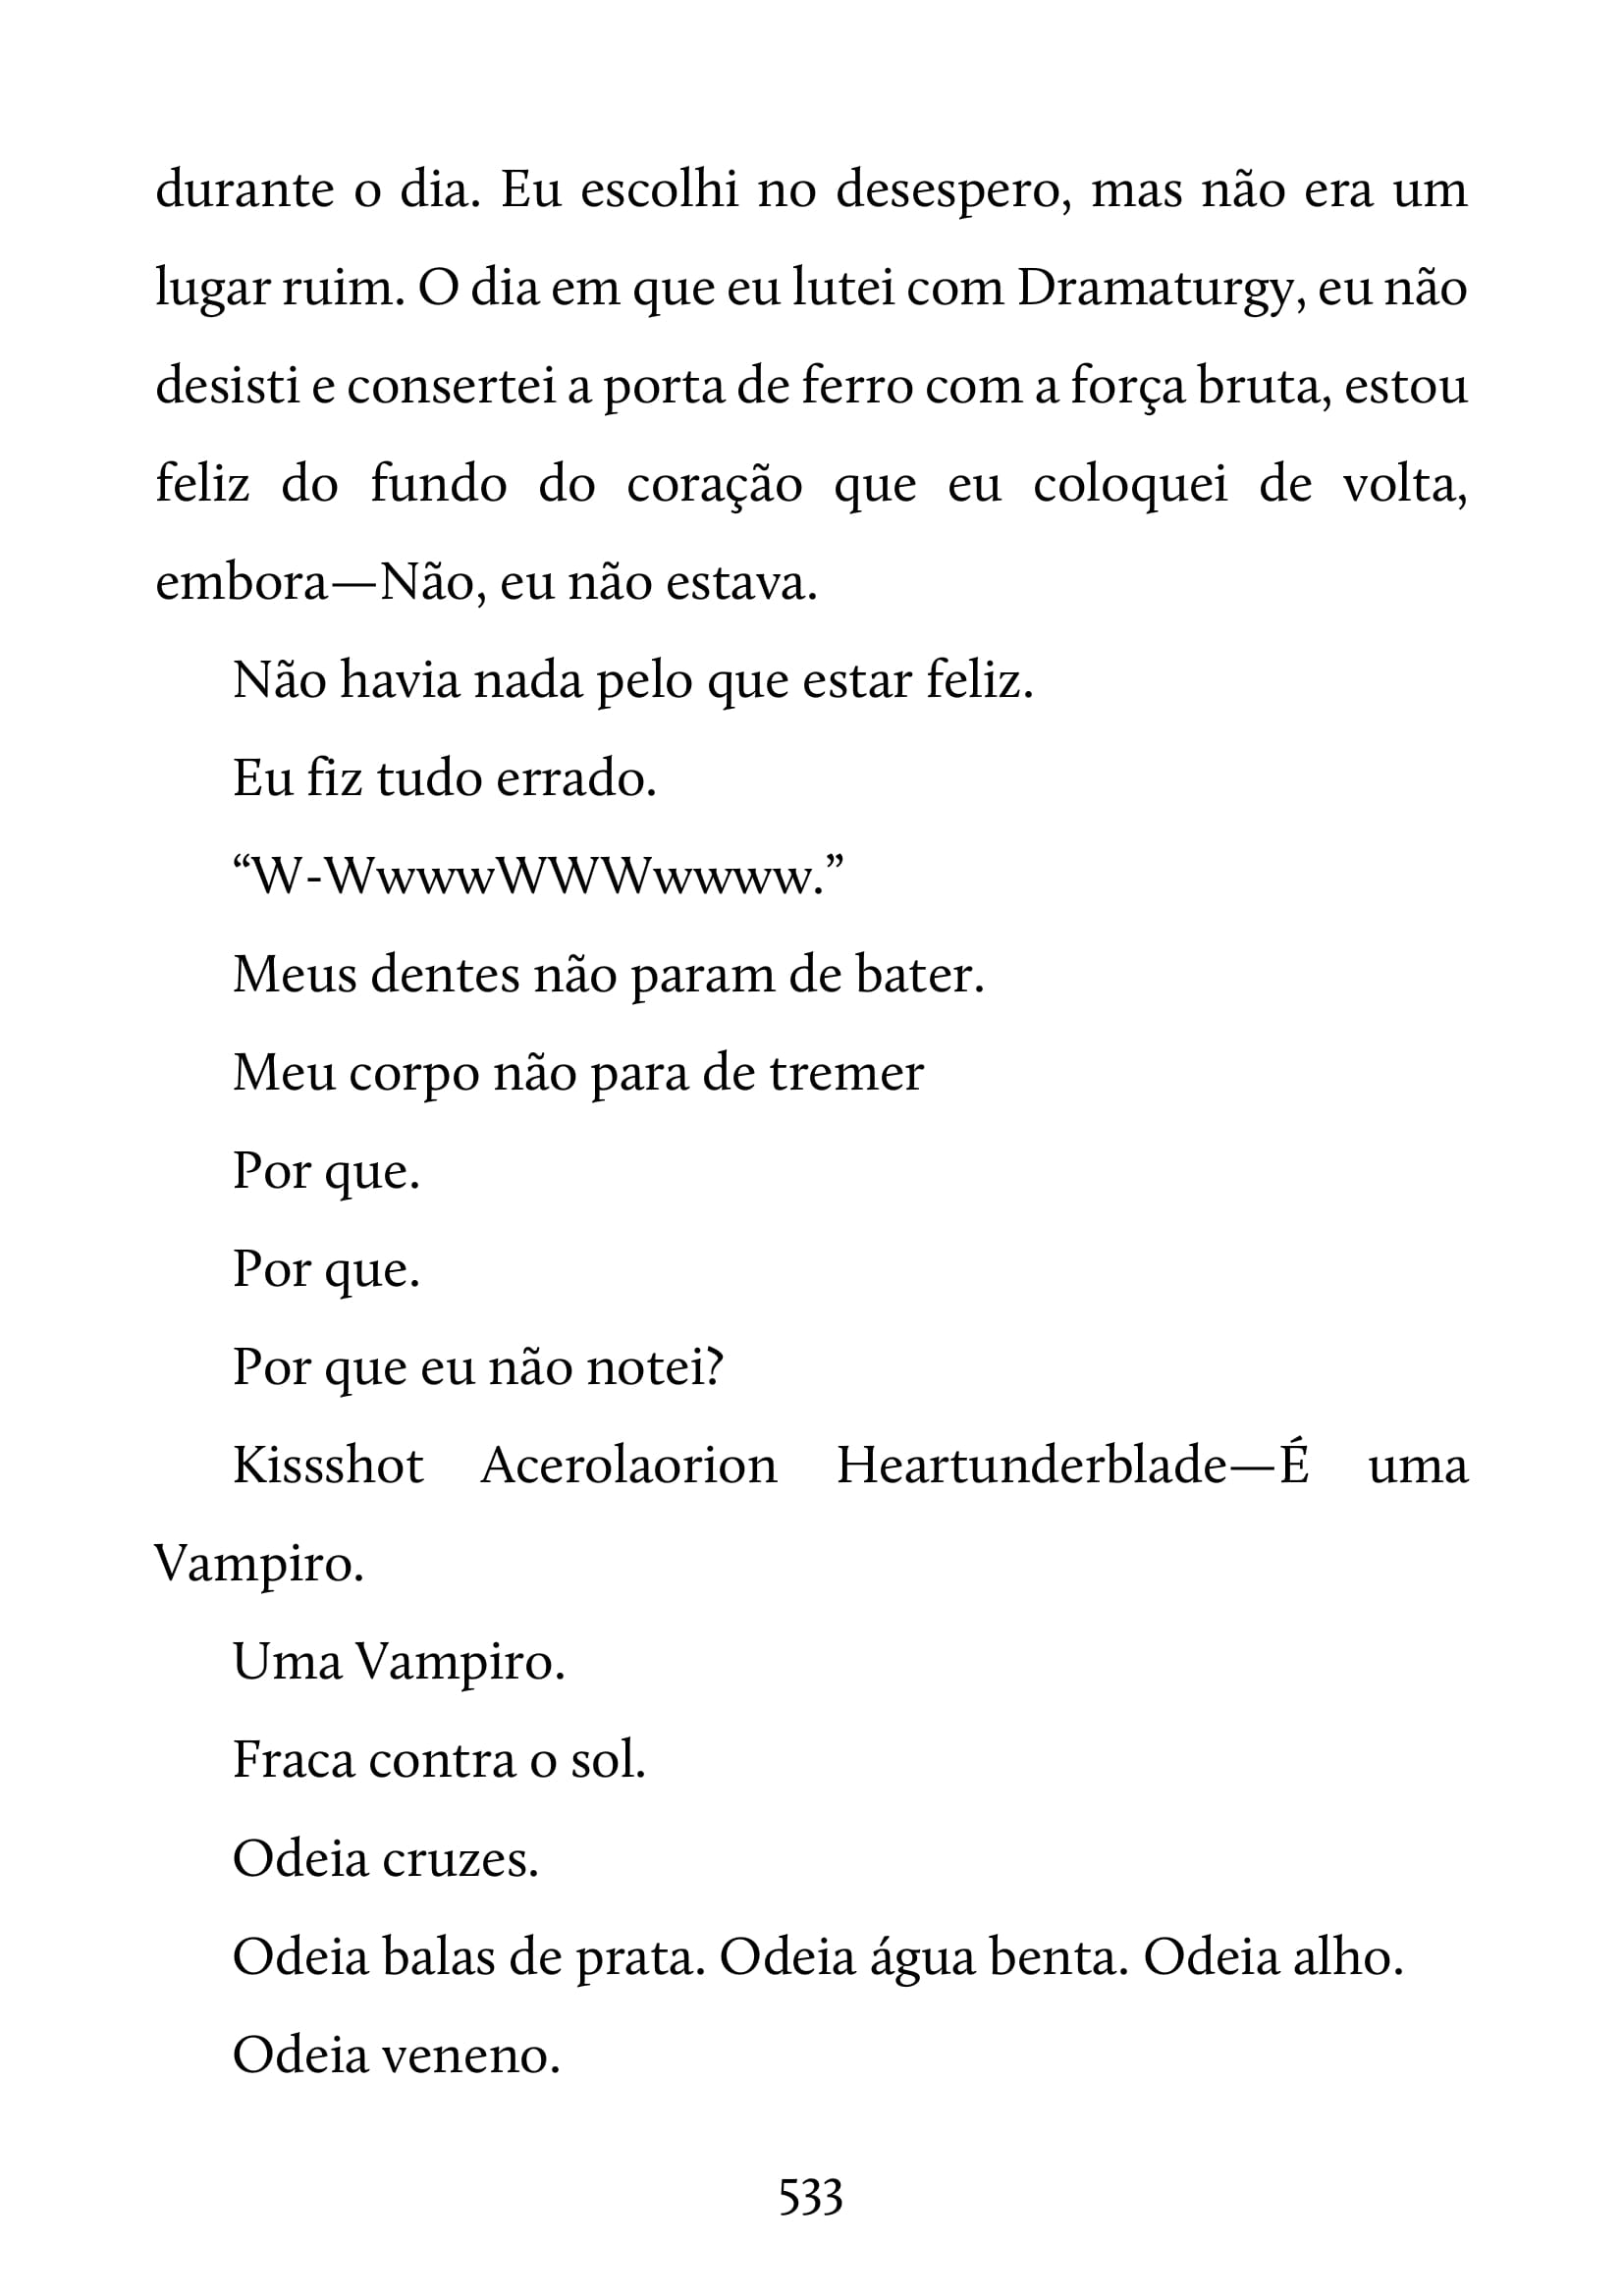 durante o dia. Eu escolhi no desespero, mas não era um
lugar ruim. O dia em que eu lutei com Dramaturgy, eu não
desisti e consertei a porta de ferro com a força bruta, estou
feliz do fundo do coração que eu coloquei de volta,
embora—Não, eu não estava.
Não havia nada pelo que estar feliz.
Eu fiz tudo errado.
“W-WwwwWWWwwww.”
Meus dentes não param de bater.
Meu corpo não para de tremer
Por que.
Por que.
Por que eu não notei?
Kissshot Acerolaorion Heartunderblade—É uma
Vampiro.
Uma Vampiro.
Fraca contra o sol.
Odeia cruzes.
Odeia balas de prata. Odeia água benta. Odeia alho.
Odeia veneno.
533